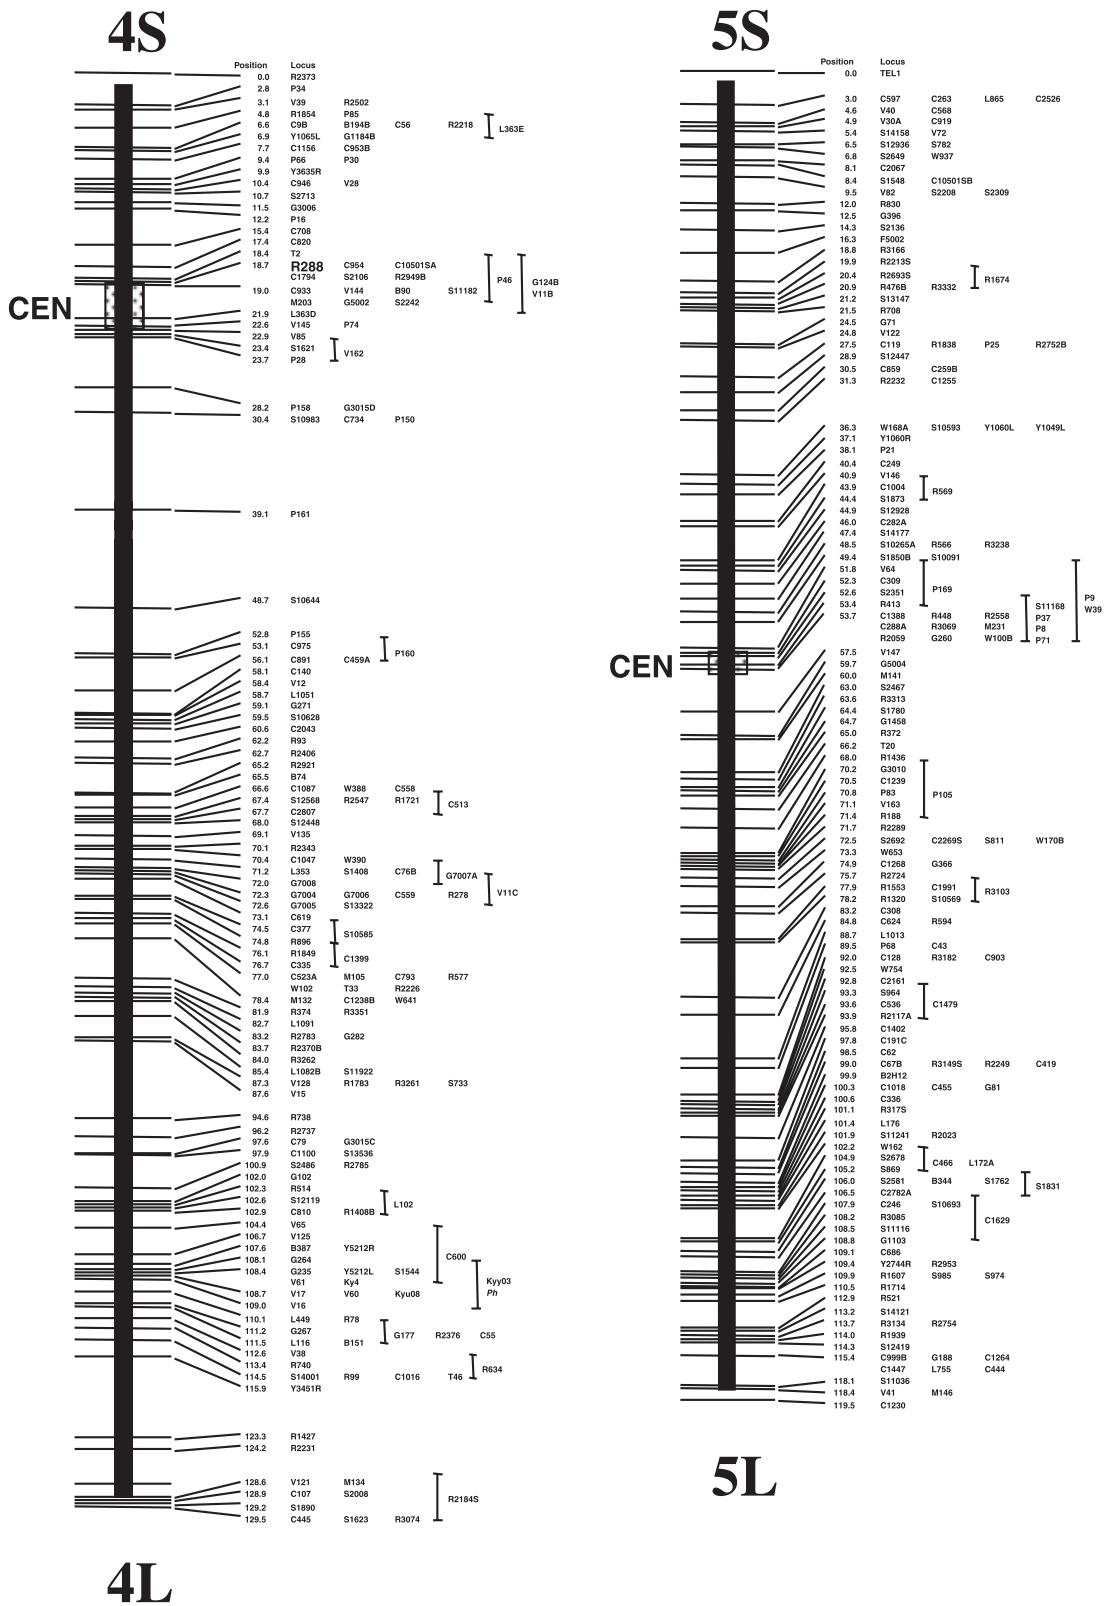 4S
Position Locus
0.0 R2373
2.8 P34
3.1 V39 R2502
4.8 R1854 P85
6.6 C9B B194B C56 R2218
L363E
6.9 Y1065L G1184B
7.7 C1156 C953B
9.4 P66 P30
9.9 Y3635R
10.4 C946 V28
10.7 S2713
11.5 G3006
12.2 P16
15.4 C708
17.4 C820
18.4 T2
18.7 R288 C954 C10501SA
C1794 S2106 R2949B P46 G124B
19.0 C933 V144 B90 S11182 V11B
M203 G5002 S2242
CEN
21.9 L363D
22.6 V145 P74
22.9 V85
23.4 S1621
V162
23.7 P28
28.2 P158 G3015D
30.4 S10983 C734 P150
39.1 P161
48.7 S10644
52.8 P155
53.1 C975
P160
56.1 C891 C459A
58.1 C140
58.4 V12
58.7 L1051
59.1 G271
59.5 S10628
60.6 C2043
62.2 R93
62.7 R2406
65.2 R2921
65.5 B74
66.6 C1087 W388 C558
67.4 S12568 R2547 R1721 C513
67.7 C2807
68.0 S12448
69.1 V135
70.1 R2343
70.4 C1047 W390
71.2 L353 S1408 C76B G7007A
72.0 G7008
72.3 G7004 G7006 C559 R278 V11C
72.6 G7005 S13322
73.1 C619
74.5 C377
S10585
74.8 R896
76.1 R1849
C1399
76.7 C335
77.0 C523A M105 C793 R577
W102 T33 R2226
78.4 M132 C1238B W641
81.9 R374 R3351
82.7 L1091
83.2 R2783 G282
83.7 R2370B
84.0 R3262
85.4 L1082B S11922
87.3 V128 R1783 R3261 S733
87.6 V15
94.6 R738
96.2 R2737
97.6 C79 G3015C
97.9 C1100 S13536
100.9 S2486 R2785
102.0 G102
102.3 R514
102.6 S12119 L102
102.9 C810 R1408B
104.4 V65
106.7 V125
107.6 B387 Y5212R
C600
108.1 G264
108.4 G235 Y5212L S1544
V61 Ky4 Kyy03
108.7 V17 V60 Kyu08 Ph
109.0 V16
110.1 L449 R78
111.2 G267 G177 R2376 C55
111.5 L116 B151
112.6 V38
113.4 R740 R634
114.5 S14001 R99 C1016 T46
115.9 Y3451R
123.3 R1427
124.2 R2231
128.6 V121 M134
128.9 C107 S2008 R2184S
129.2 S1890
129.5 C445 S1623 R3074
4L
5S
Position Locus
0.0 TEL1
3.0 C597 C263 L865 C2526
4.6 V40 C568
4.9 V30A C919
5.4 S14158 V72
6.5 S12936 S782
6.8 S2649 W937
8.1 C2067
8.4 S1548 C10501SB
9.5 V82 S2208 S2309
12.0 R830
12.5 G396
14.3 S2136
16.3 F5002
18.8 R3166
19.9 R2213S
20.4 R2693S
R1674
20.9 R476B R3332
21.2 S13147
21.5 R708
24.5 G71
24.8 V122
27.5 C119 R1838 P25 R2752B
28.9 S12447
30.5 C859 C259B
31.3 R2232 C1255
36.3 W168A S10593 Y1060L Y1049L
37.1 Y1060R
38.1 P21
40.4 C249
40.9 V146
43.9 C1004 R569
44.4 S1873
44.9 S12928
46.0 C282A
47.4 S14177
48.5 S10265A R566 R3238
49.4 S1850B S10091
51.8 V64
52.3 C309
P169
52.6 S2351 P9
53.4 R413 S11168 W39
53.7 C1388 R448 R2558 P37
C288A R3069 M231 P8
R2059 G260 W100B P71
CEN
57.5 V147
59.7 G5004
60.0 M141
63.0 S2467
63.6 R3313
64.4 S1780
64.7 G1458
65.0 R372
66.2 T20
68.0 R1436
70.2 G3010
70.5 C1239
70.8 P83 P105
71.1 V163
71.4 R188
71.7 R2289
72.5 S2692 C2269S S811 W170B
73.3 W653
74.9 C1268 G366
75.7 R2724
77.9 R1553 C1991 R3103
78.2 R1320 S10569
83.2 C308
84.8 C624 R594
88.7 L1013
89.5 P68 C43
92.0 C128 R3182 C903
92.5 W754
92.8 C2161
93.3 S964
93.6 C536 C1479
93.9 R2117A
95.8 C1402
97.8 C191C
98.5 C62
99.0 C67B R3149S R2249 C419
99.9 B2H12
100.3 C1018 C455 G81
100.6 C336
101.1 R317S
101.4 L176
101.9 S11241 R2023
102.2 W162
104.9 S2678 C466 L172A
105.2 S869
106.0 S2581 B344 S1762 S1831
106.5 C2782A
107.9 C246 S10693
108.2 R3085 C1629
108.5 S11116
108.8 G1103
109.1 C686
109.4 Y2744R R2953
109.9 R1607 S985 S974
110.5 R1714
112.9 R521
113.2 S14121
113.7 R3134 R2754
114.0 R1939
114.3 S12419
115.4 C999B G188 C1264
C1447 L755 C444
118.1 S11036
118.4 V41 M146
119.5 C1230
5L